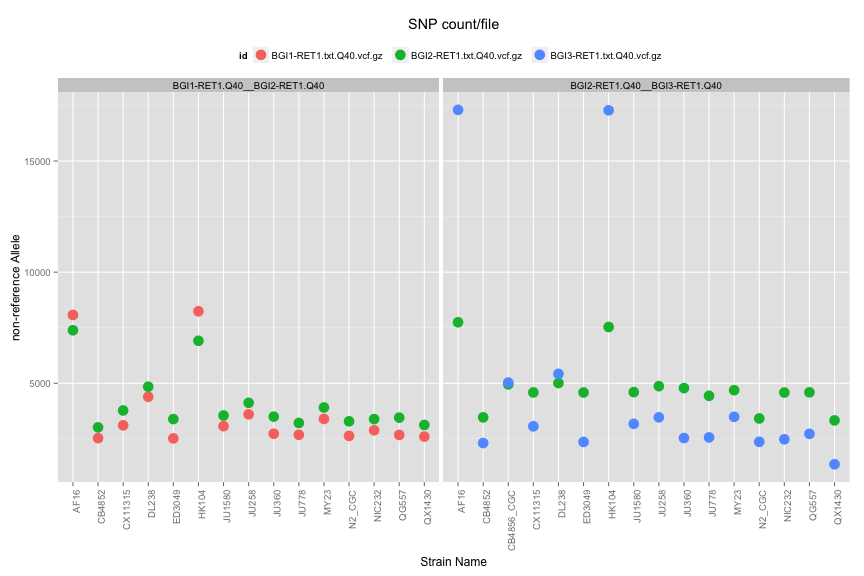 SNP count/file
id BGI1-RET1.txt.Q40.vcf.gz BGI2-RET1.txt.Q40.vcf.gz BGI3-RET1.txt.Q40.vcf.gz
BGI1-RET1.Q40__BGI2-RET1.Q40 BGI2-RET1.Q40__BGI3-RET1.Q40
non-reference Allele
15000
10000
5000
AF16 CB4852 CX11315 DL238 ED3049 HK104 JU1580 JU258 JU360 JU778 MY23 N2_CGC NIC232 QG557 QX1430 AF16 CB4852 CB4856_CGC CX11315 DL238 ED3049 HK104 JU1580 JU258 JU360 JU778 MY23 N2_CGC NIC232 QG557 QX1430
Strain Name